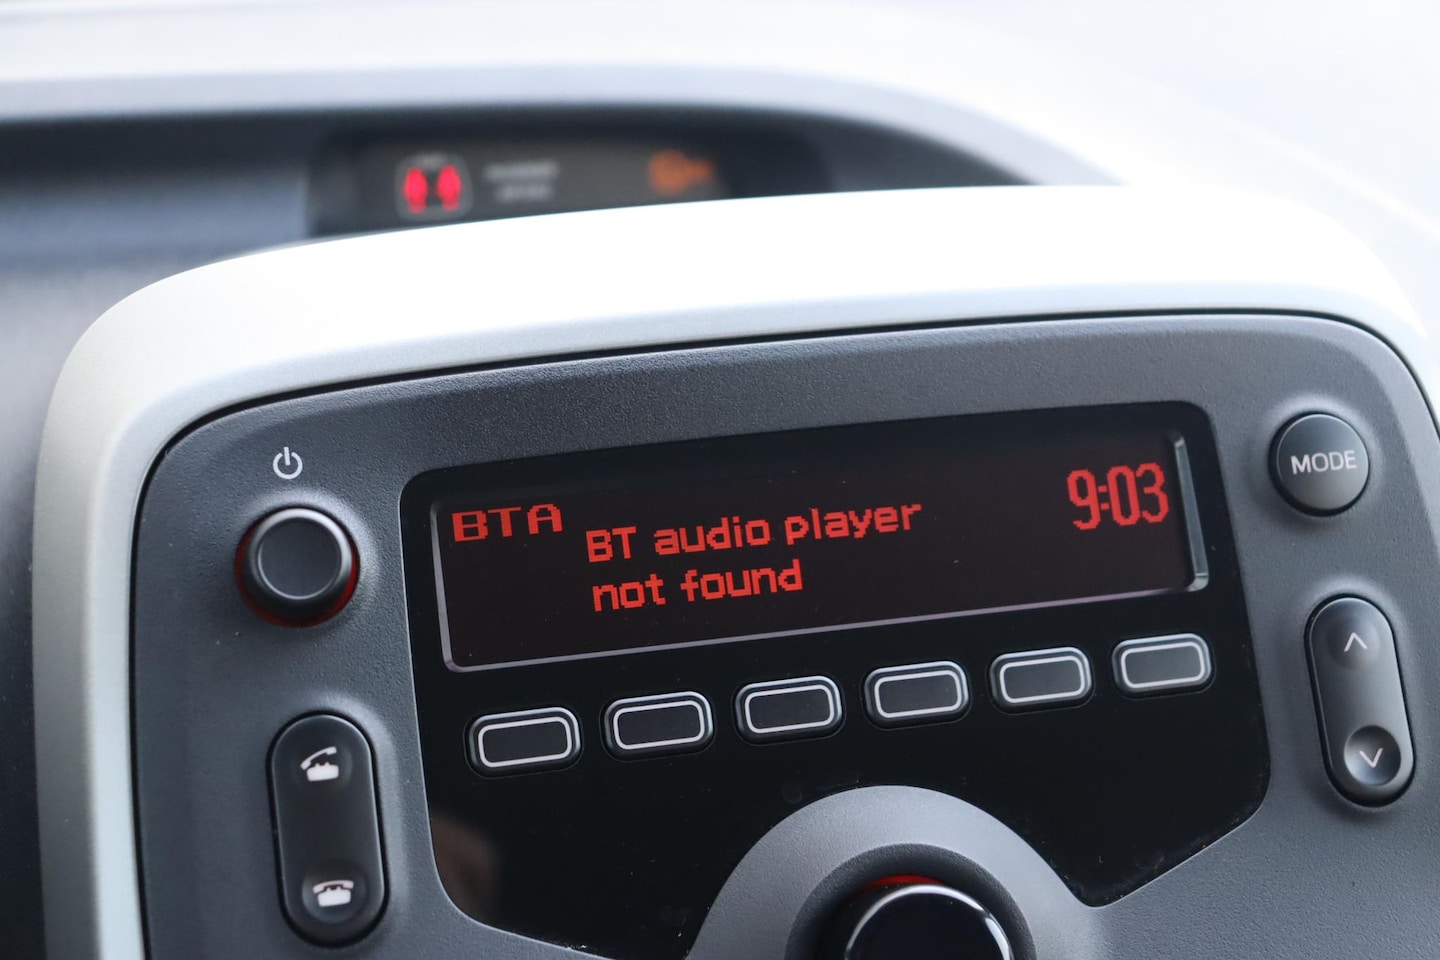 BTA
BT audio player
not found
9:03
MODE